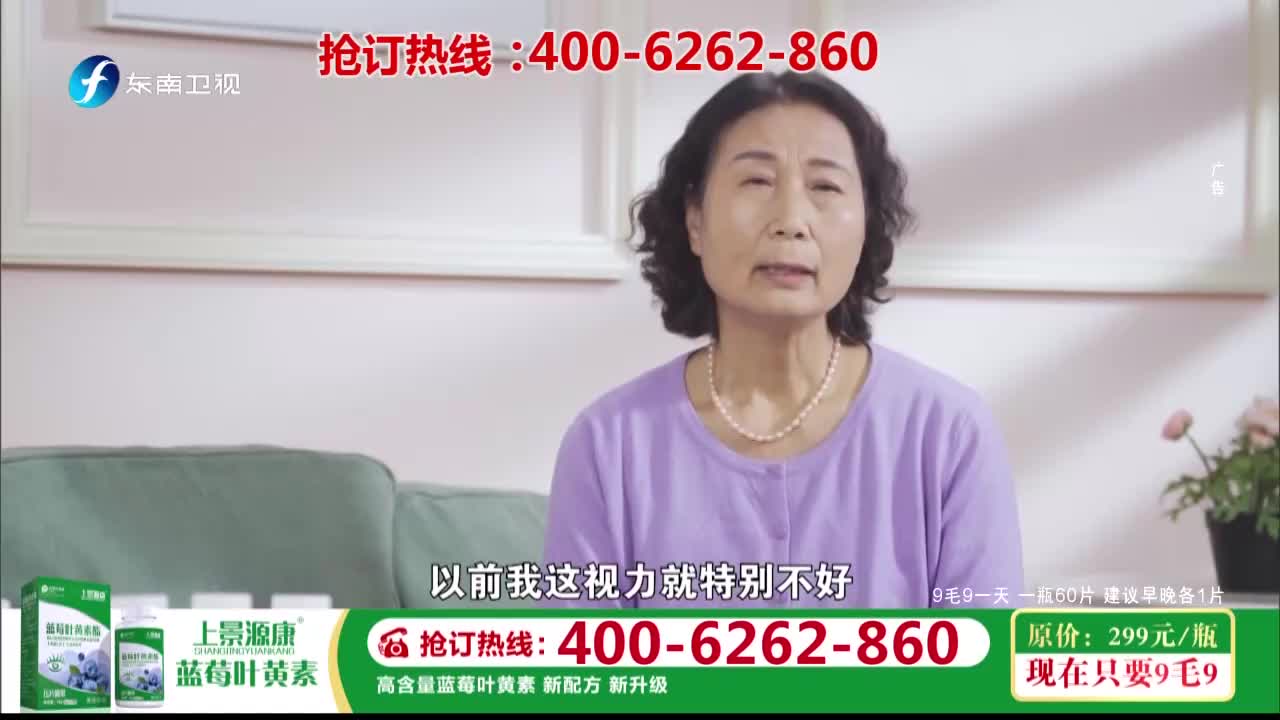 抢订热线：400-6262-860
东南卫视
广告
以前我这视力就特别不好
9毛9一天 一瓶60片 建议早晚各1片
上景源康®
SHANGJINGYUANKANG
蓝莓叶黄素
抢订热线：400-6262-860
高含量蓝莓叶黄素 新配方 新升级
原价：299元/瓶
现在只要9毛9
上景源康
蓝莓叶黄素酯